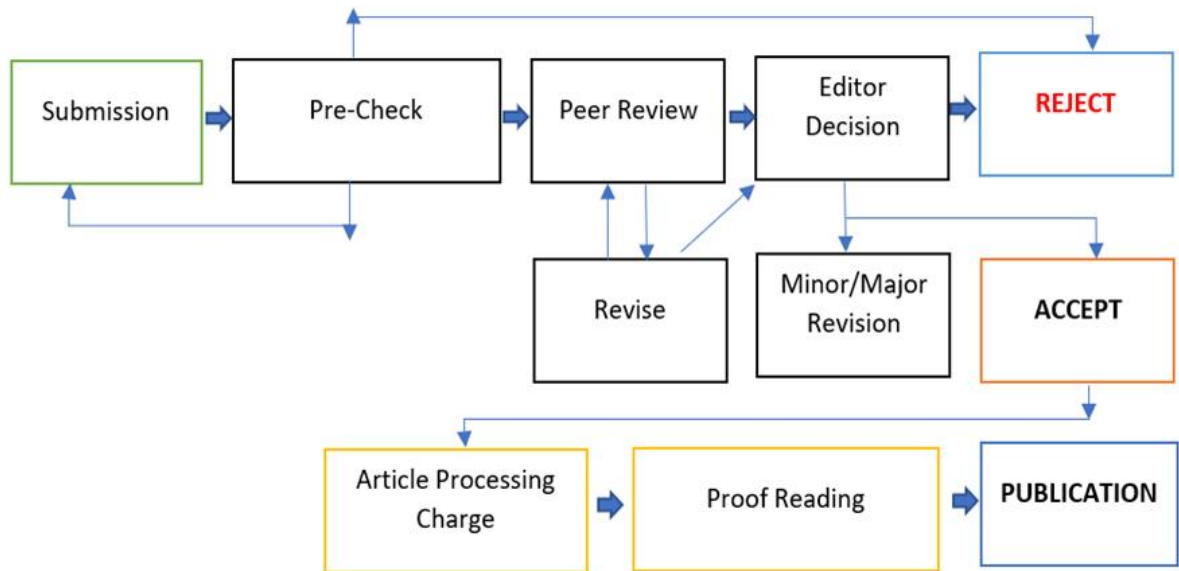 Submission
Pre-Check
Peer Review
Editor
Decision
REJECT
Revise
Minor/Major
Revision
ACCEPT
Article Processing
Charge
Proof Reading
PUBLICATION